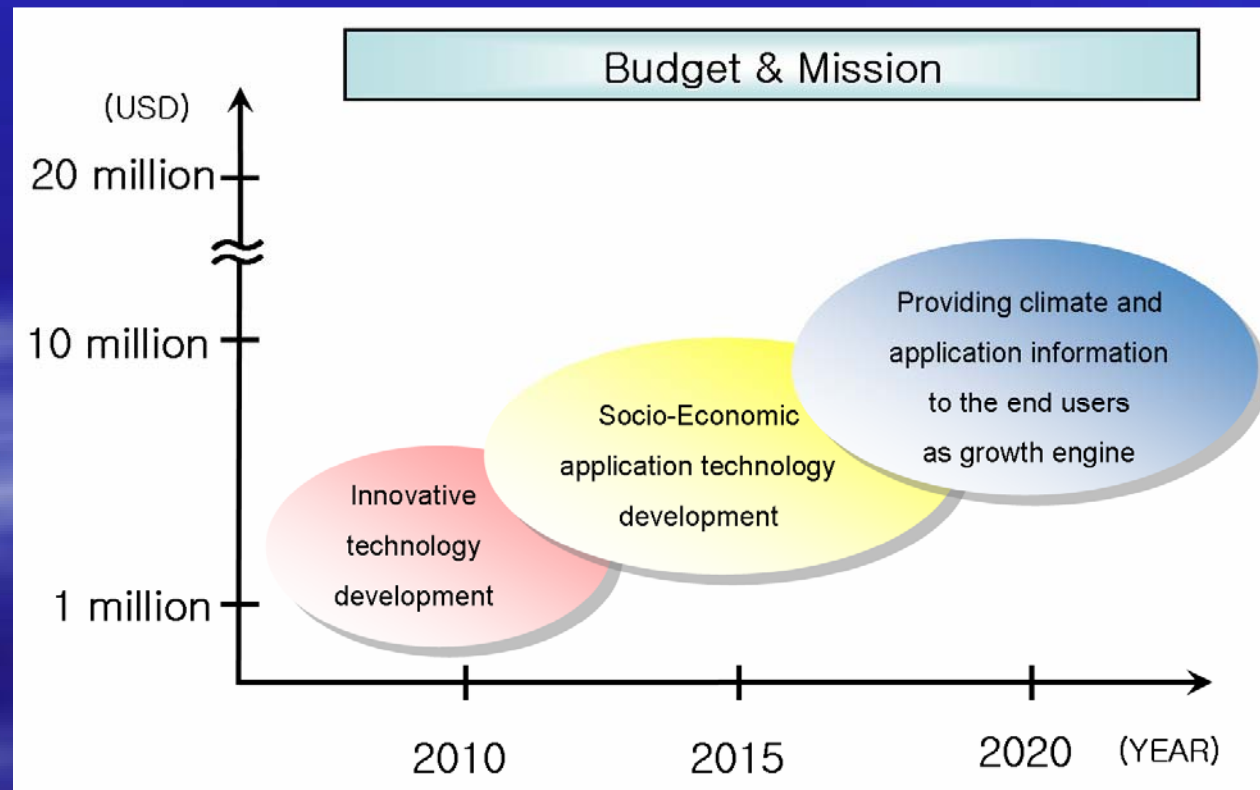 Budget & Mission
(USD)
20 million
10 million
1 million
Innovative
technology
development
Socio-Economic
application technology
development
Providing climate and
application information
to the end users
as growth engine
2010
2015
2020
(YEAR)